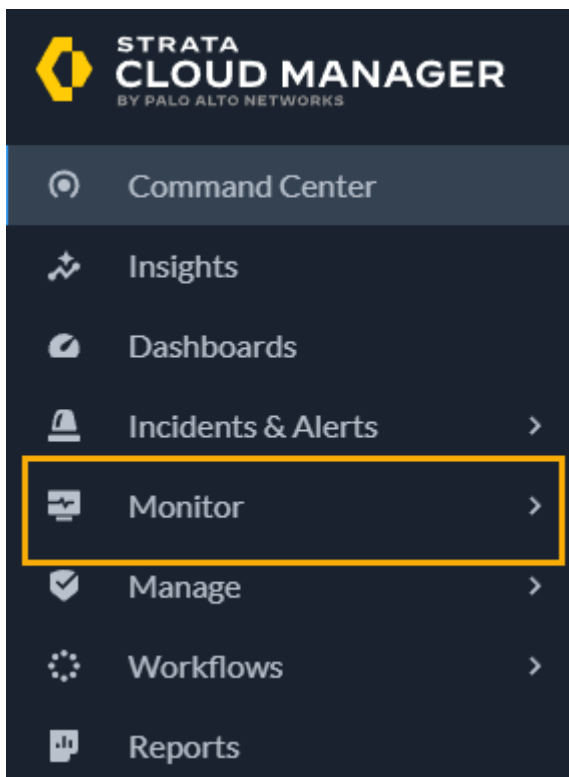 STRATA
CLOUD MANAGER
BY PALO ALTO NETWORKS
Command Center
Insights
Dashboards
Incidents & Alerts
Monitor
Manage
Workflows
Reports